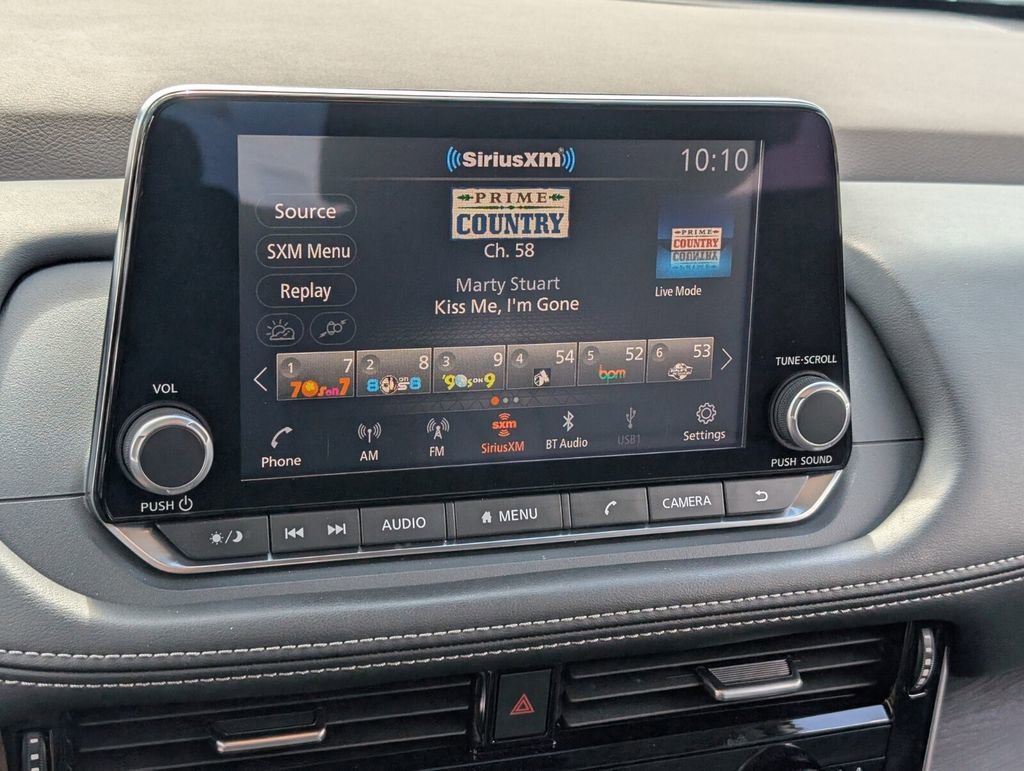 SiriusXM
10:10
PRIME
COUNTRY
Ch. 58
Source
SXM Menu
Replay
PRIME
COUNTRY
Live Mode
Marty Stuart
Kiss Me, I'm Gone
1 7 2 8 3 9 4 54 5 52 6 53
70s on 7
80s on 8
90s on 9
bpm
Phone
AM
FM
sxm
SiriusXM
BT Audio
USB1
Settings
VOL
PUSH
TUNE·SCROLL
PUSH SOUND
AUDIO
MENU
CAMERA